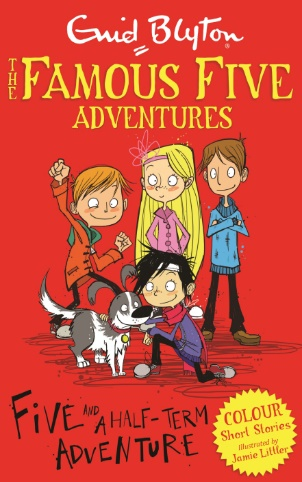 Enid Blyton®
THE FAMOUS FIVE
ADVENTURES
FIVE AND A HALF-TERM
ADVENTURE
COLOUR
Short Stories
Illustrated by
Jamie Littler